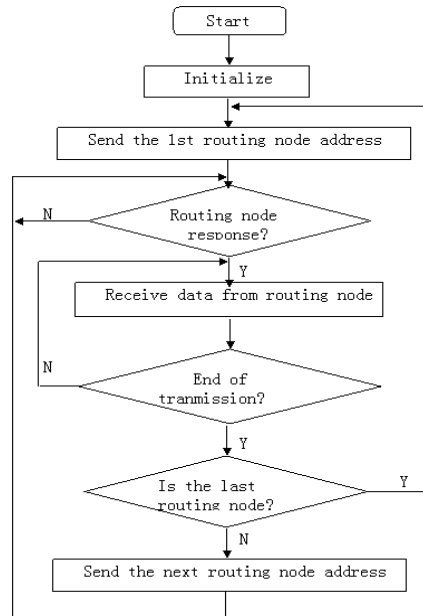 Start
Initialize
Send the 1st routing node address
Routing node
response?
N
Y
Receive data from routing node
N
End of
tranmission?
Y
Is the last
routing node?
Y
N
Send the next routing node address